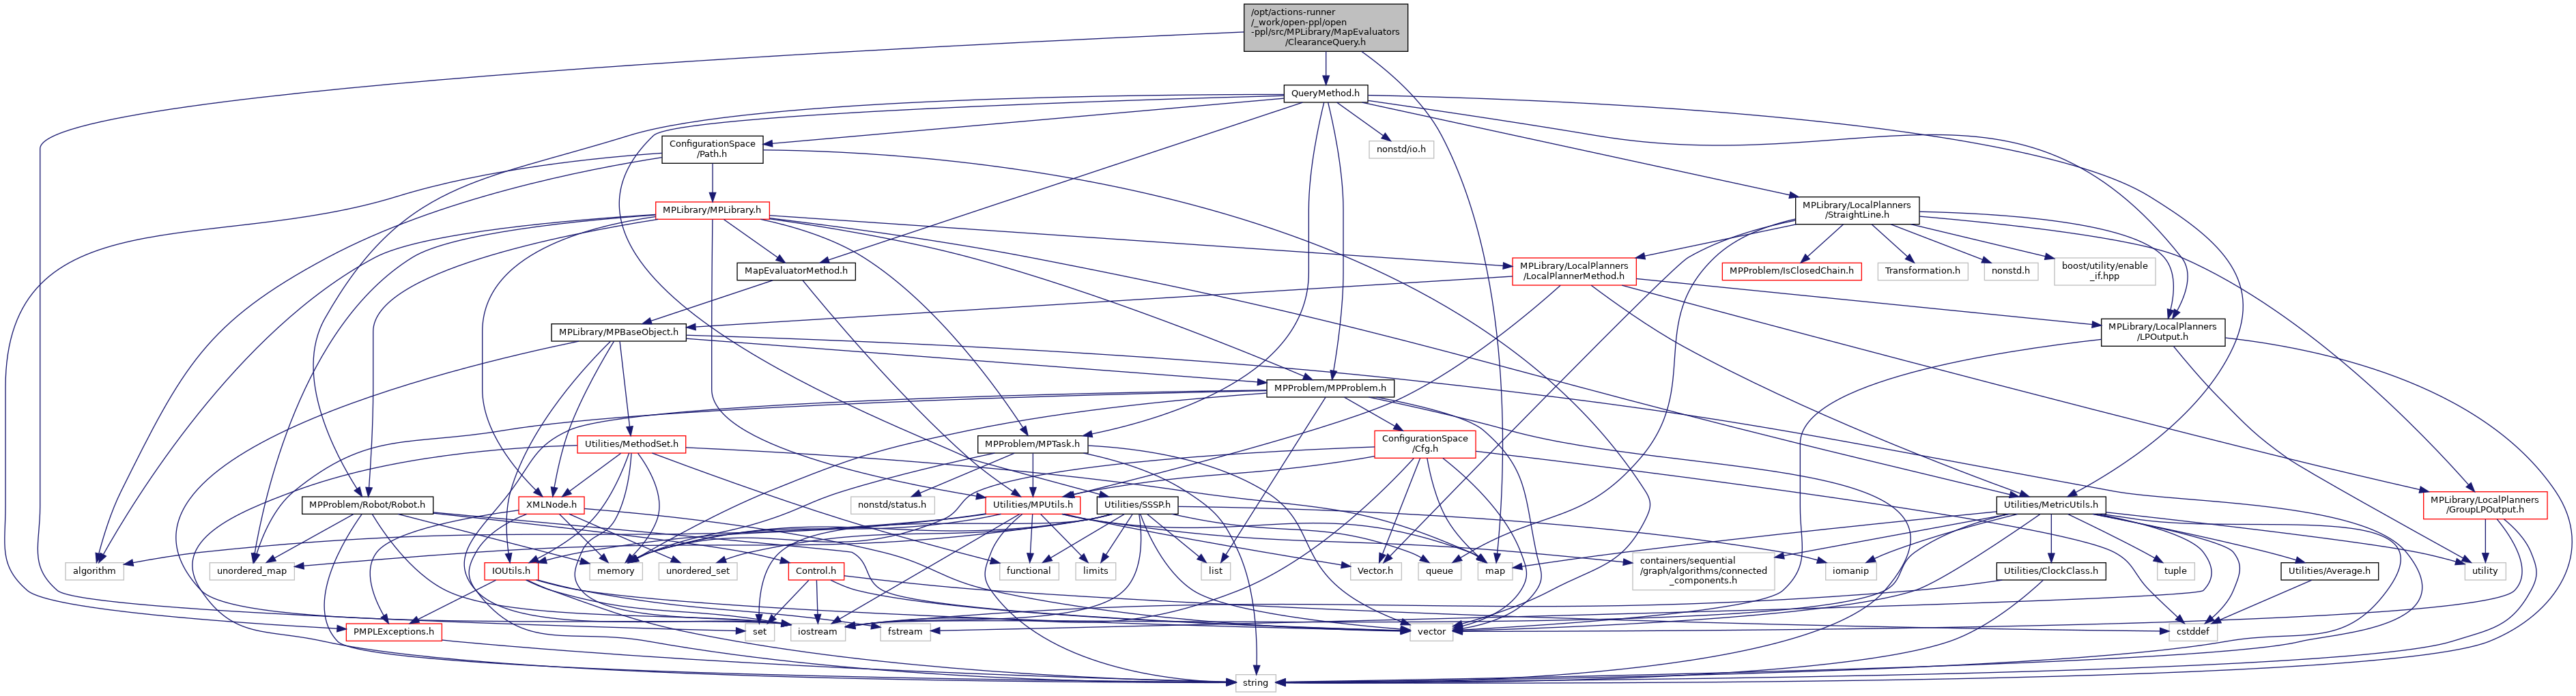 /opt/actions-runner
/_work/open-ppl/open
-ppl/src/MPLibrary/MapEvaluators
/ClearanceQuery.h
QueryMethod.h
ConfigurationSpace
/Path.h
nonstd/io.h
MPLibrary/MPLibrary.h
MPLibrary/LocalPlanners
/StraightLine.h
MapEvaluatorMethod.h
MPLibrary/LocalPlanners
/LocalPlannerMethod.h
MPProblem/IsClosedChain.h
Transformation.h
nonstd.h
boost/utility/enable
_if.hpp
MPLibrary/MPBaseObject.h
MPLibrary/LocalPlanners
/LPOutput.h
MPProblem/MPProblem.h
Utilities/MethodSet.h
MPProblem/MPTask.h
ConfigurationSpace
/Cfg.h
MPProblem/Robot/Robot.h
XMLNode.h
nonstd/status.h
Utilities/MPUtils.h
Utilities/SSSP.h
Utilities/MetricUtils.h
MPLibrary/LocalPlanners
/GroupLPOutput.h
algorithm
unordered_map
IOUtils.h
memory
unordered_set
Control.h
functional
limits
list
Vector.h
queue
map
containers/sequential
/graph/algorithms/connected
_components.h
iomanip
Utilities/ClockClass.h
tuple
Utilities/Average.h
utility
PMPLExceptions.h
set
iostream
fstream
vector
cstddef
string